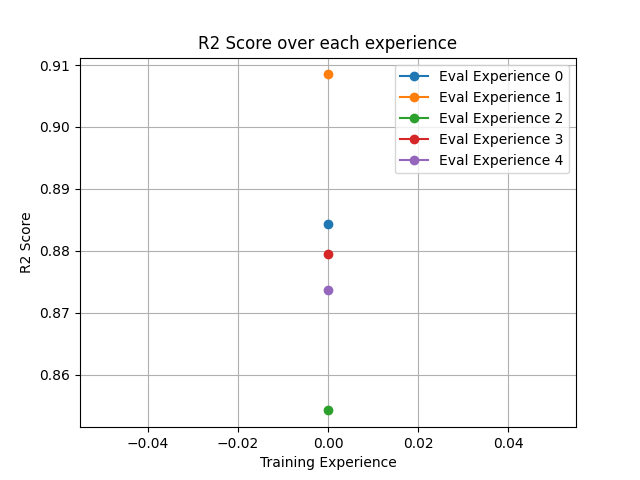 R2 Score over each experience
0.91
0.90
0.89
0.88
0.87
0.86
R2 Score
Eval Experience 0
Eval Experience 1
Eval Experience 2
Eval Experience 3
Eval Experience 4
−0.04
−0.02
0.00
0.02
0.04
Training Experience